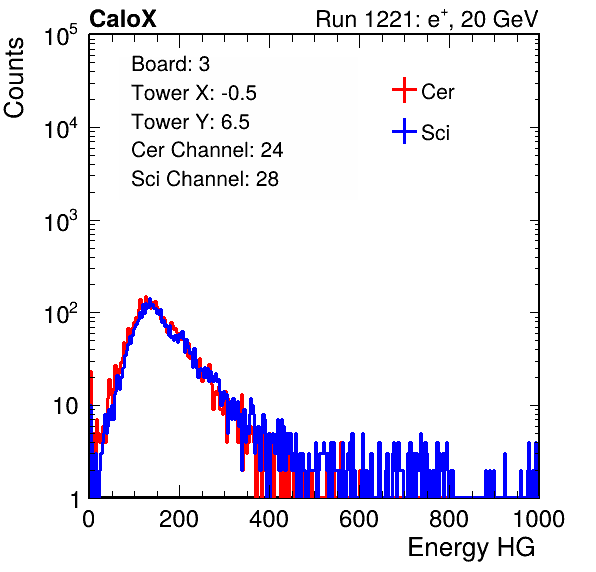 CaloX Run 1221: e⁺, 20 GeV
Counts
10⁵
10⁴
10³
10²
10
1
Board: 3
Tower X: -0.5
Tower Y: 6.5
Cer Channel: 24
Sci Channel: 28
Cer
Sci
0 200 400 600 800 1000
Energy HG